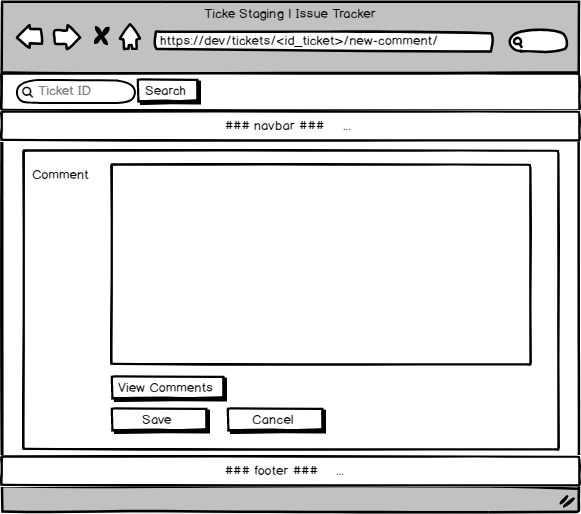 Ticke Staging | Issue Tracker
https://dev/tickets/<id_ticket>/new-comment/
Ticket ID Search
### navbar ### ...
Comment
View Comments
Save Cancel
### footer ### ...